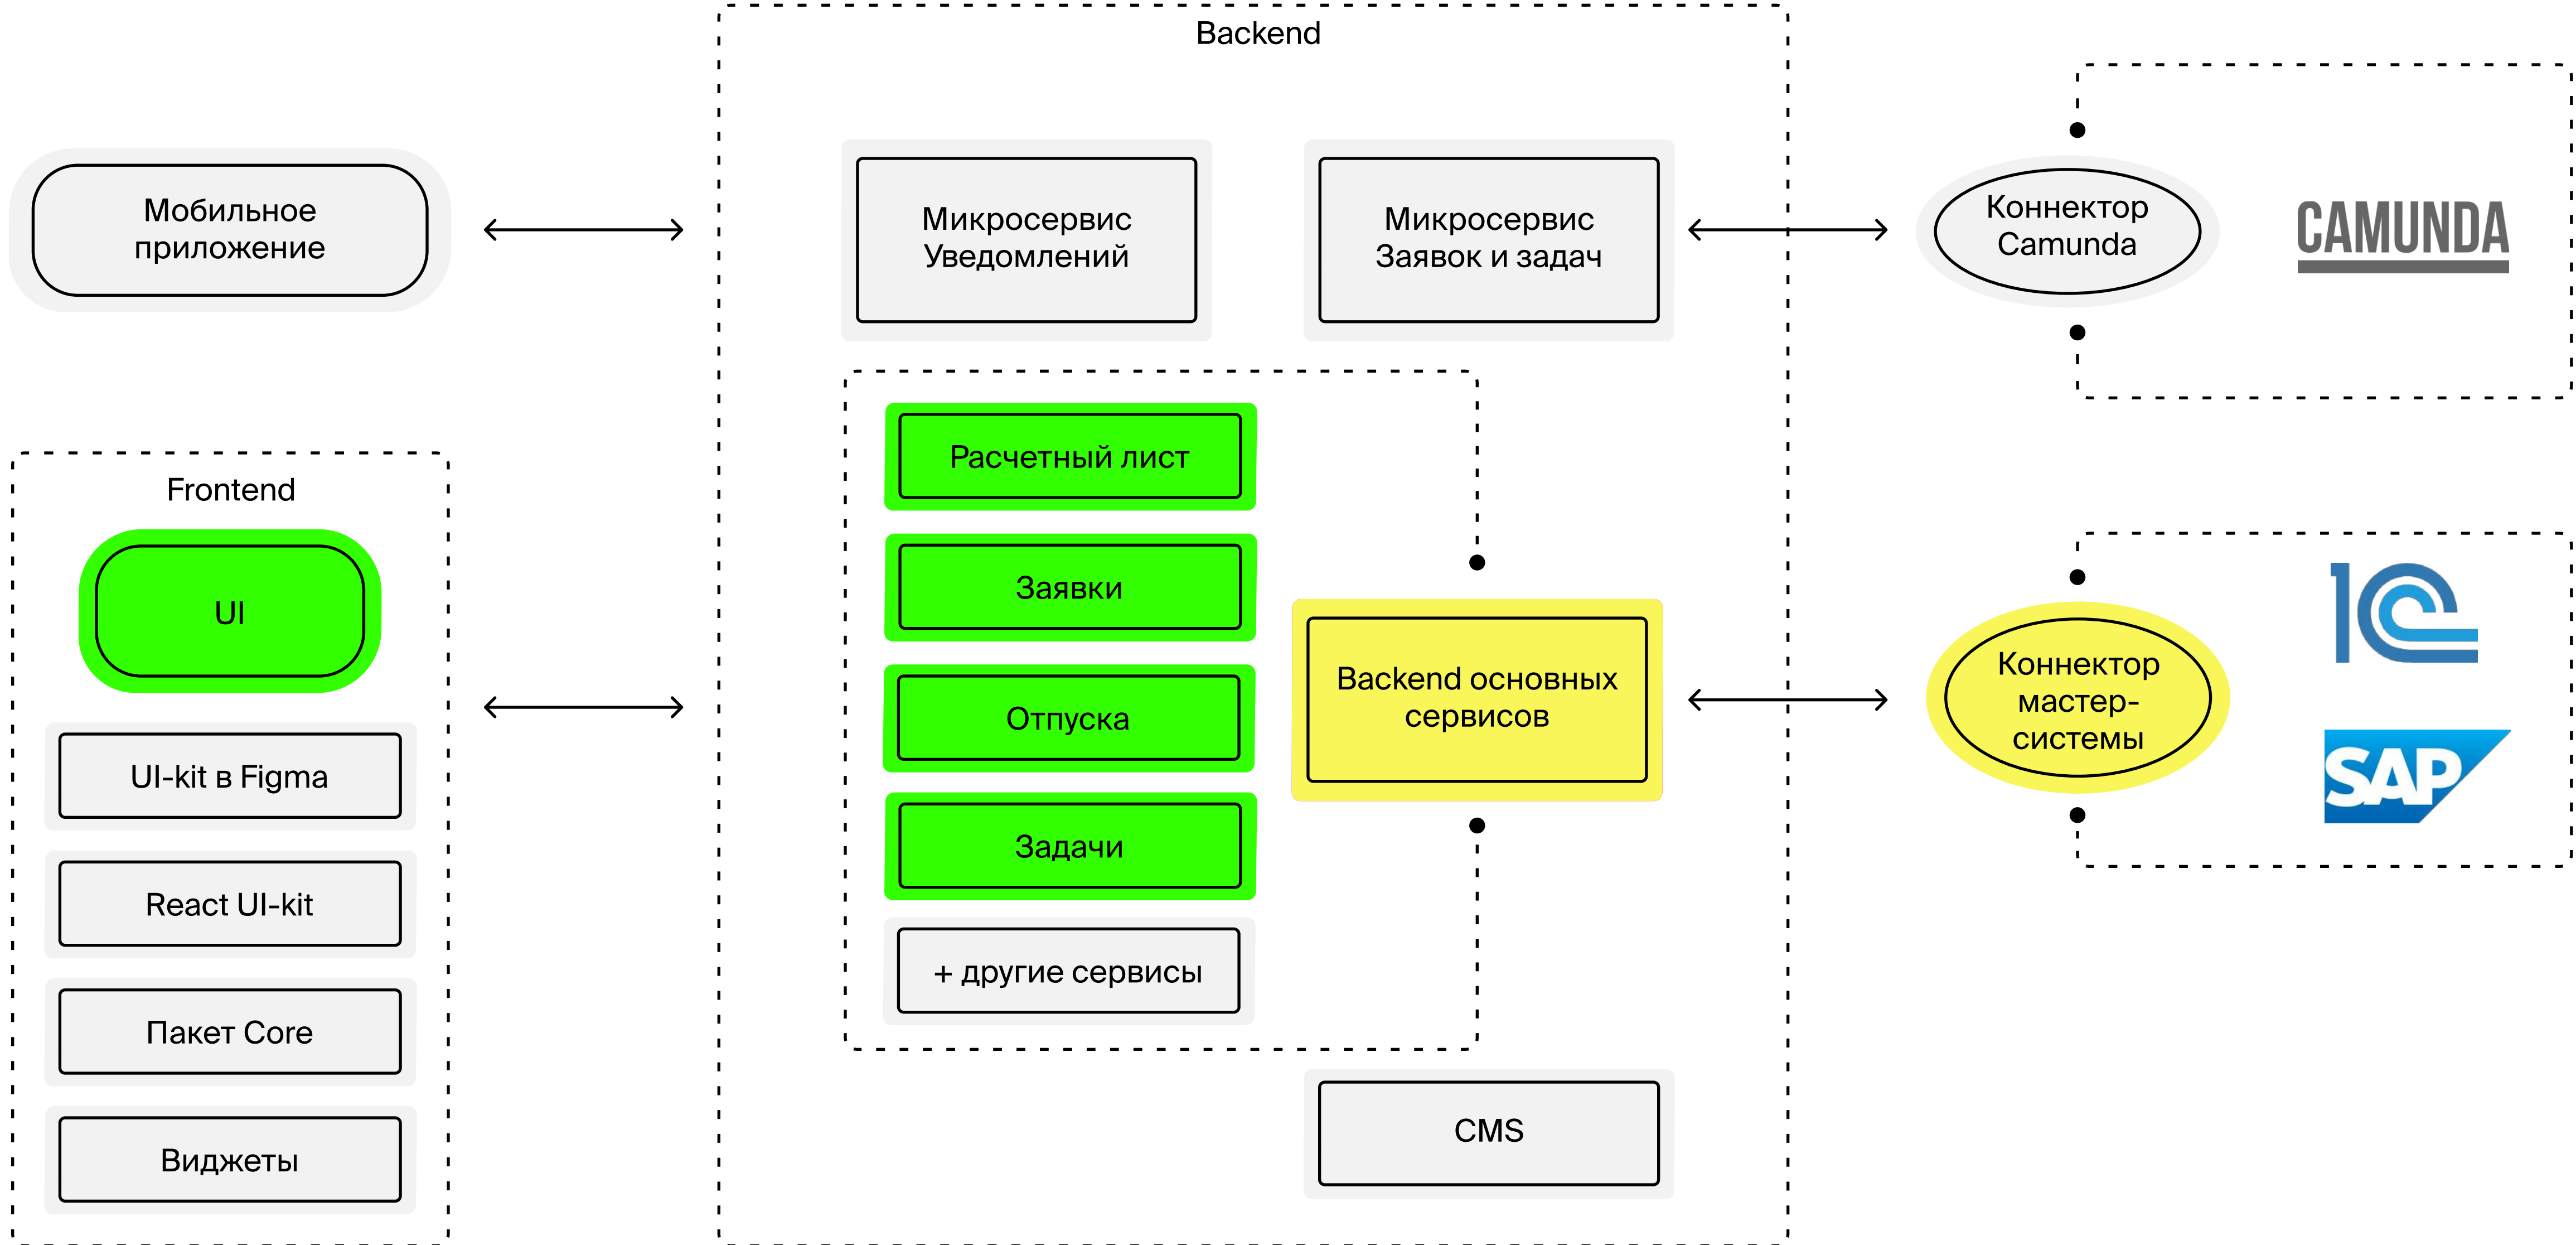 Backend
Мобильное
приложение
Микросервис
Уведомлений
Микросервис
Заявок и задач
Коннектор
Camunda
CAMUNDA
Frontend
UI
UI-kit в Figma
React UI-kit
Пакет Core
Виджеты
Расчетный лист
Заявки
Отпуска
Задачи
+ другие сервисы
Backend основных
сервисов
CMS
Коннектор
мастер-
системы
1C
SAP